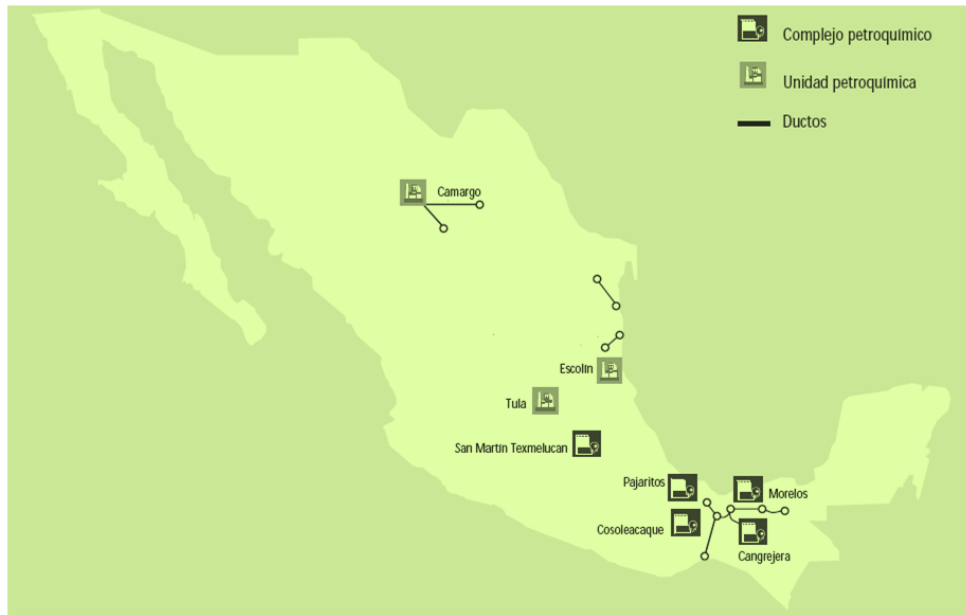 Complejo petroquímico
Unidad petroquímica
Ductos
Camargo
Escolín
Tula
San Martín Texmelucan
Pajaritos
Morelos
Cosoleacaque
Cangrejera